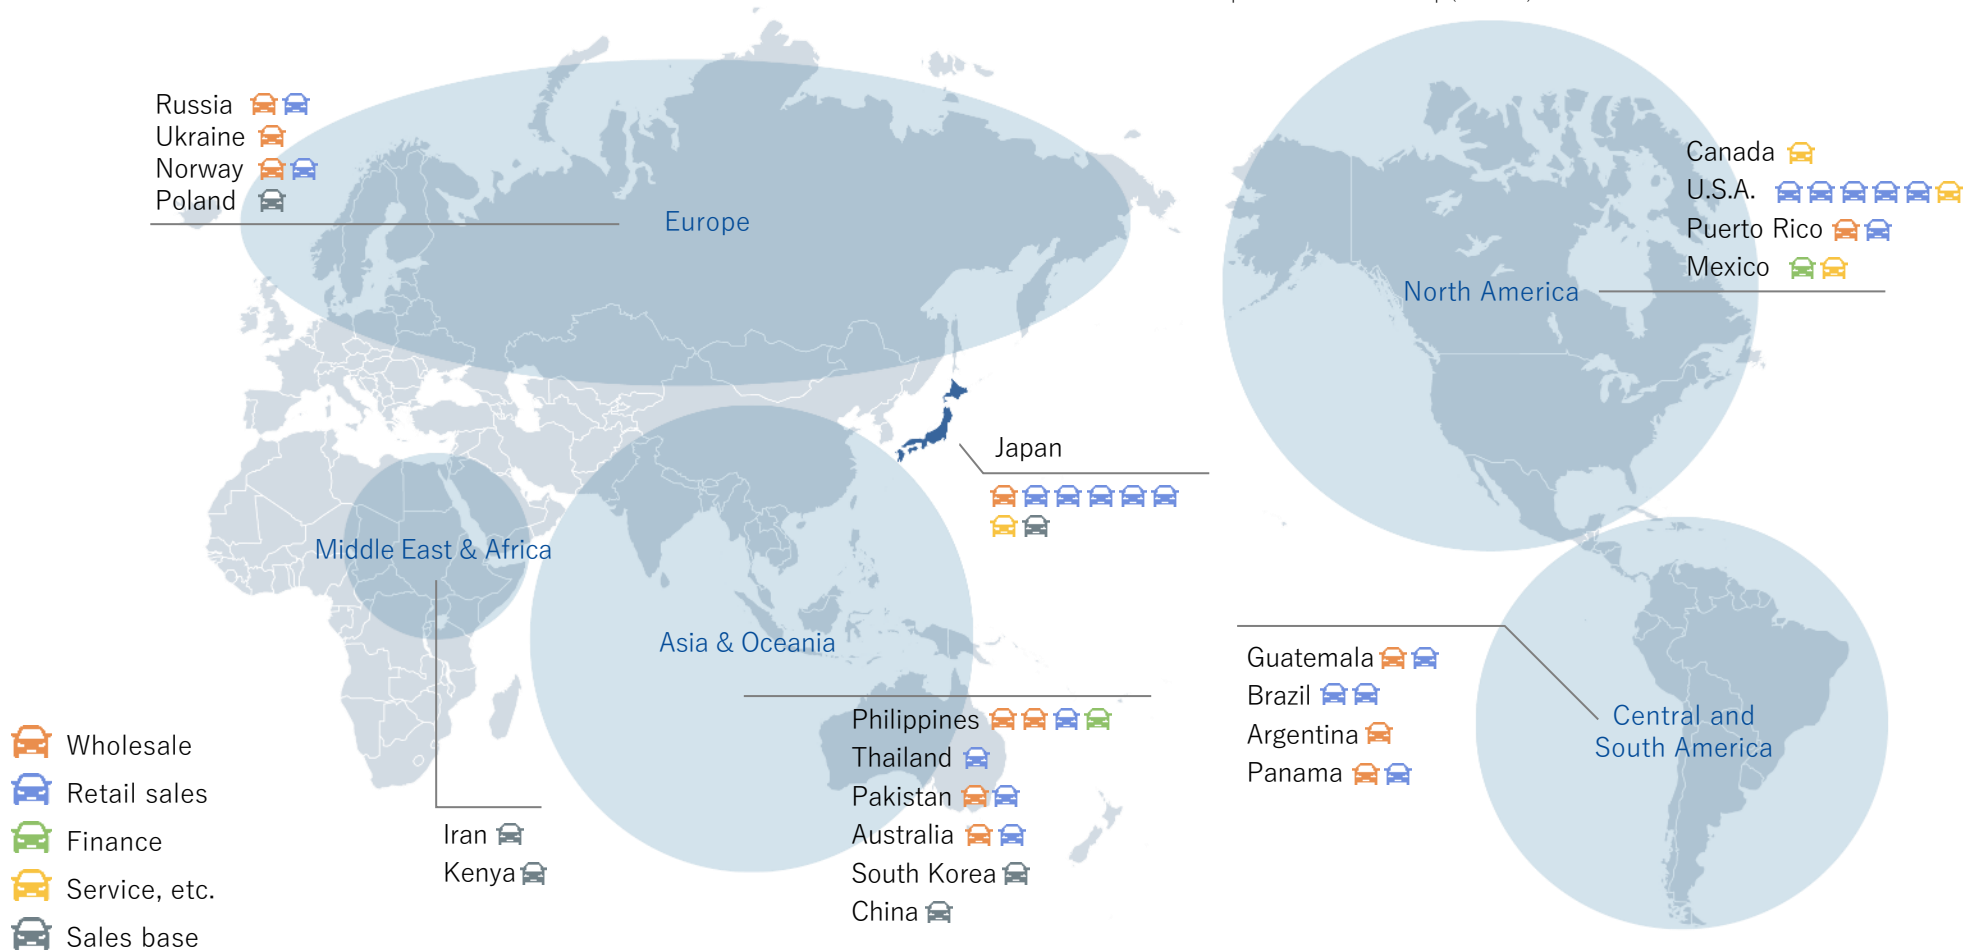 Russia
Ukraine
Norway
Poland
Europe
Canada
U.S.A.
Puerto Rico
Mexico
North America
Japan
Middle East & Africa
Asia & Oceania
Guatemala
Brazil
Argentina
Panama
Central and
South America
Philippines
Thailand
Pakistan
Australia
South Korea
China
Iran
Kenya
Wholesale
Retail sales
Finance
Service, etc.
Sales base